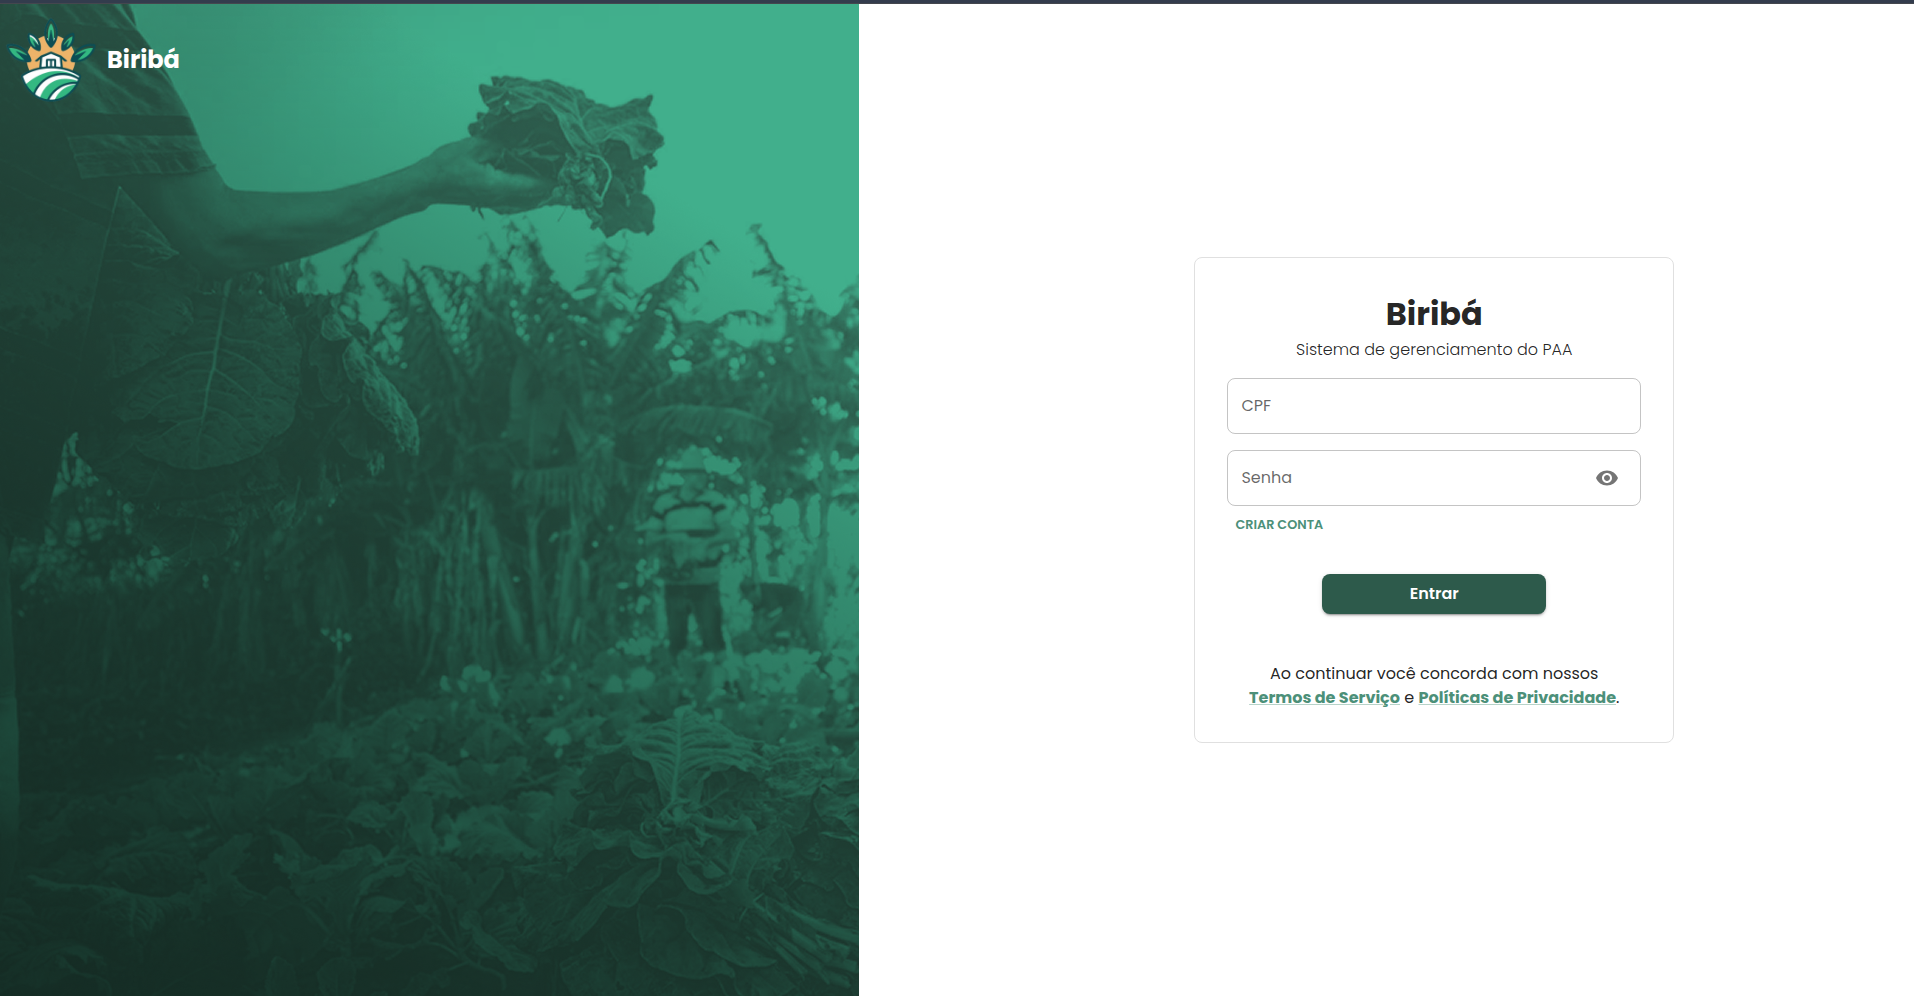 Biribá
Biribá
Sistema de gerenciamento do PAA
CPF
Senha
CRIAR CONTA
Entrar
Ao continuar você concorda com nossos
Termos de Serviço e Políticas de Privacidade.